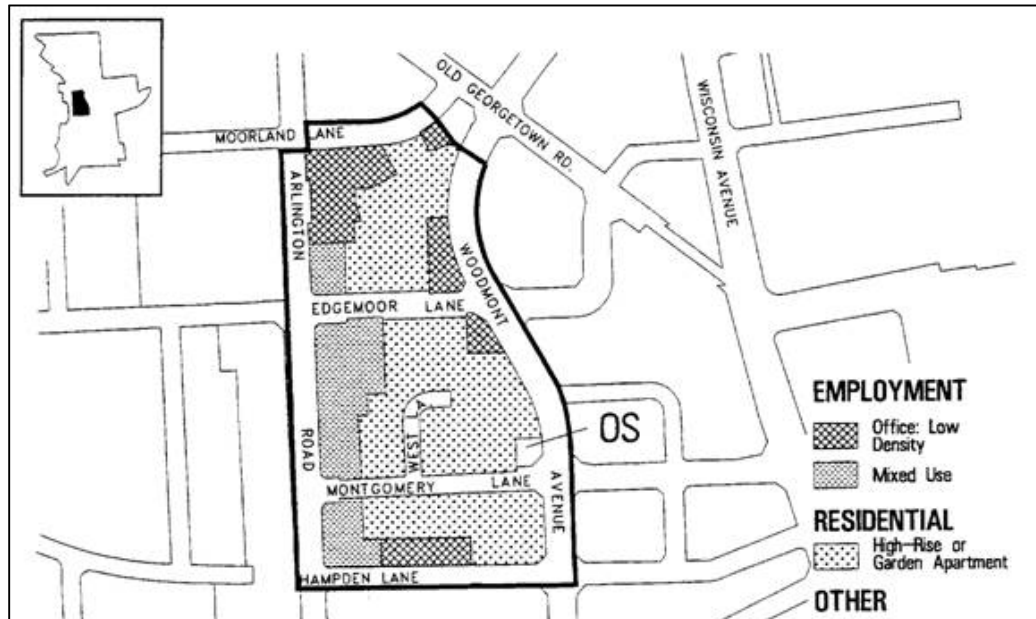 MOORLAND LANE
OLD GEORGETOWN RD.
WISCONSIN AVENUE
ARLINGTON
WOODMONT
EDGEMOOR LANE
ROAD
WEST
OS
MONTGOMERY LANE
AVENUE
HAMPDEN LANE
EMPLOYMENT
Office: Low
Density
Mixed Use
RESIDENTIAL
High-Rise or
Garden Apartment
OTHER